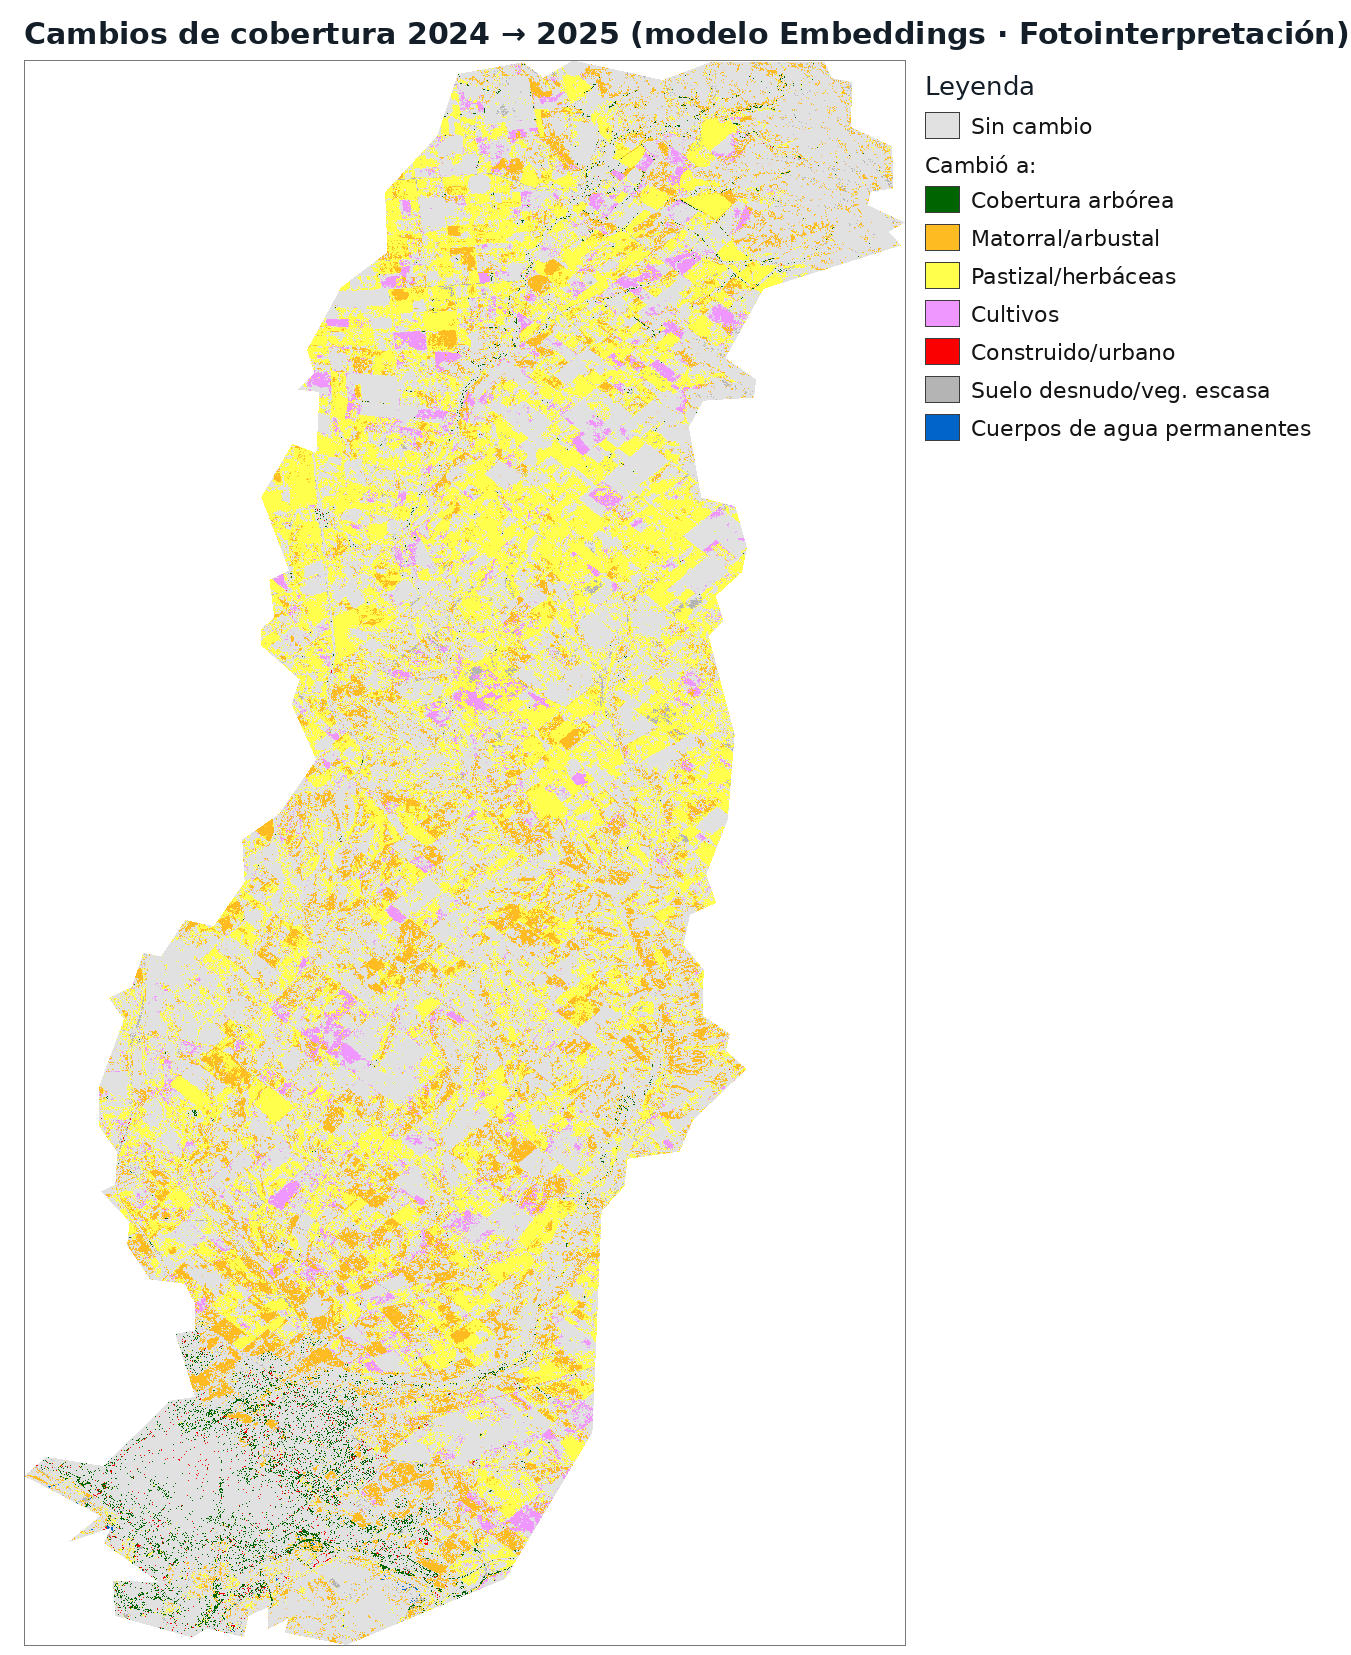 Cambios de cobertura 2024 → 2025 (modelo Embeddings · Fotointerpretación)
Leyenda
Sin cambio
Cambió a:
Cobertura arbórea
Matorral/arbustal
Pastizal/herbáceas
Cultivos
Construido/urbano
Suelo desnudo/veg. escasa
Cuerpos de agua permanentes